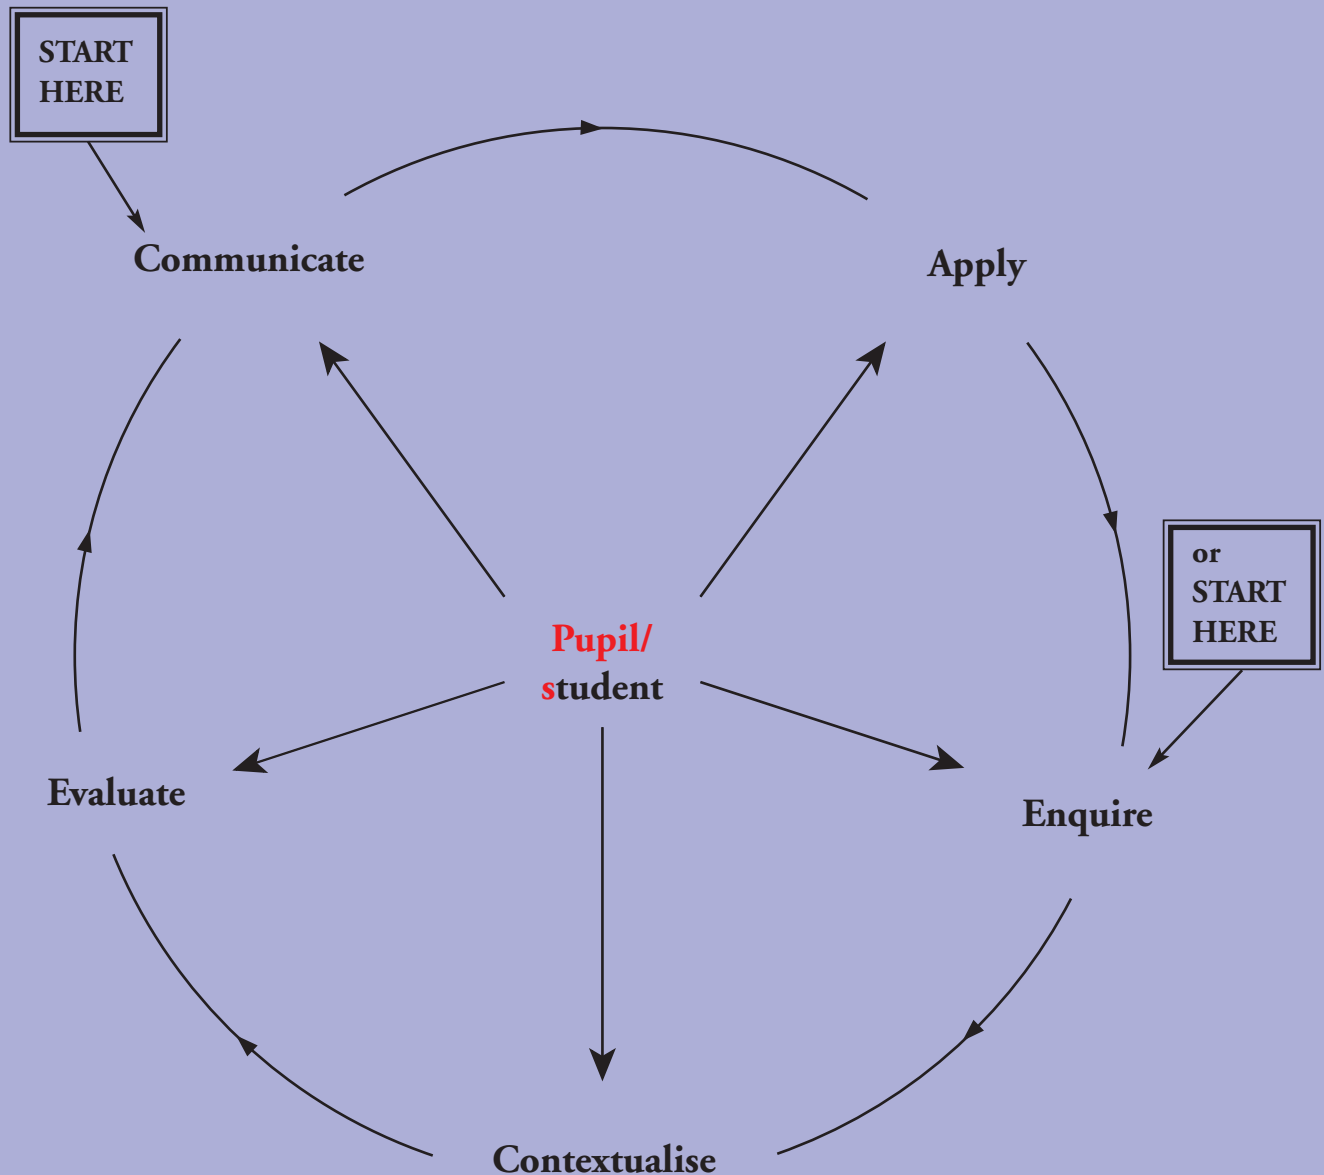 START
HERE
Communicate
Apply
or
START
HERE
Pupil/
student
Evaluate
Enquire
Contextualise